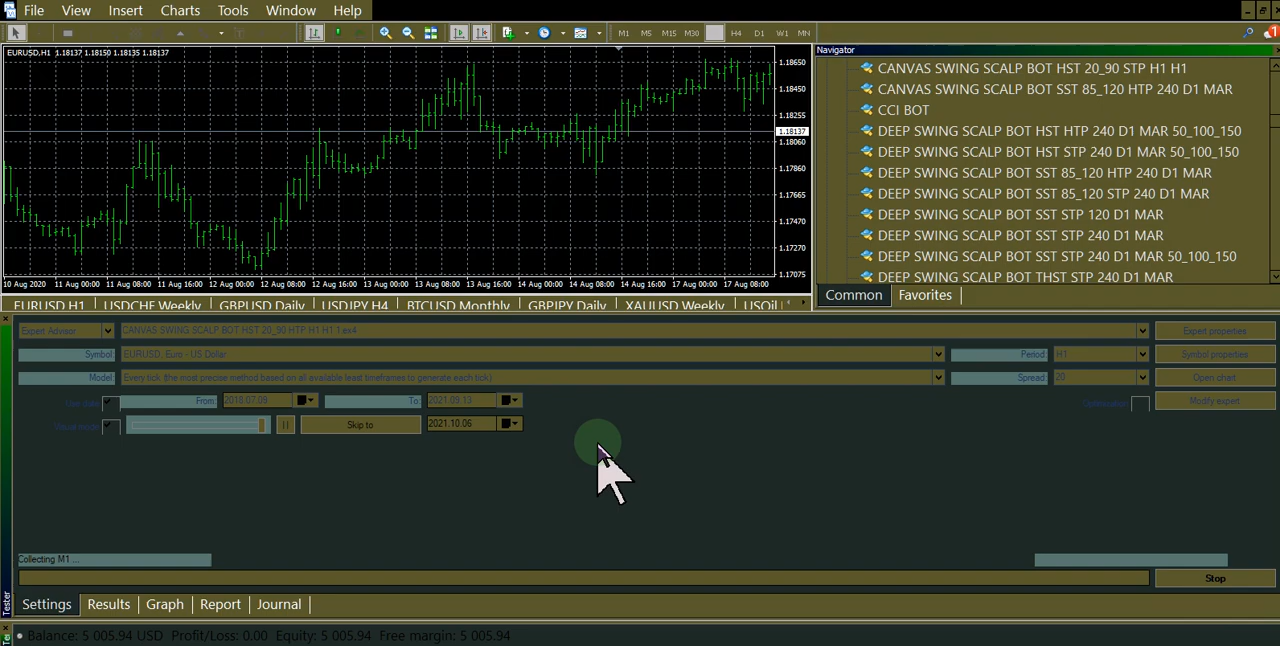 File View Insert Charts Tools Window Help
M1 M5 M15 M30 H4 D1 W1 MN
EURUSD,H1 1.18137 1.18150 1.18135 1.18137
1.18650
1.18450
1.18255
1.18137
1.18060
1.17860
1.17665
1.17470
1.17270
1.17075
10 Aug 2020 11 Aug 00:00 11 Aug 08:00 11 Aug 16:00 12 Aug 00:00 12 Aug 08:00 12 Aug 16:00 13 Aug 00:00 13 Aug 08:00 13 Aug 16:00 14 Aug 00:00 14 Aug 08:00 14 Aug 16:00 17 Aug 00:00 17 Aug 08:00
EURUSD H1 USDCHF Weekly GBPUSD Daily USDJPY H4 BTCUSD Monthly GBPJPY Daily XAUUSD Weekly USOil
Navigator
CANVAS SWING SCALP BOT HST 20_90 STP H1 H1
CANVAS SWING SCALP BOT SST 85_120 HTP 240 D1 MAR
CCI BOT
DEEP SWING SCALP BOT HST HTP 240 D1 MAR 50_100_150
DEEP SWING SCALP BOT HST STP 240 D1 MAR 50_100_150
DEEP SWING SCALP BOT SST 85_120 HTP 240 D1 MAR
DEEP SWING SCALP BOT SST 85_120 STP 240 D1 MAR
DEEP SWING SCALP BOT SST STP 120 D1 MAR
DEEP SWING SCALP BOT SST STP 240 D1 MAR
DEEP SWING SCALP BOT SST STP 240 D1 MAR 50_100_150
DEEP SWING SCALP BOT THST STP 240 D1 MAR
Common Favorites
Expert Advisor CANVAS SWING SCALP BOT HST 20_90 HTP H1 H1 1.ex4 Expert properties
Symbol: EURUSD, Euro - US Dollar Period: H1 Symbol properties
Model: Every tick (the most precise method based on all available least timeframes to generate each tick) Spread: 20 Open chart
Use date From: 2018.07.09 To: 2021.09.13 Optimization Modify expert
Visual mode Skip to 2021.10.06
Collecting M1 ...
Stop
Tester
Settings Results Graph Report Journal
Balance: 5 005.94 USD Profit/Loss: 0.00 Equity: 5 005.94 Free margin: 5 005.94